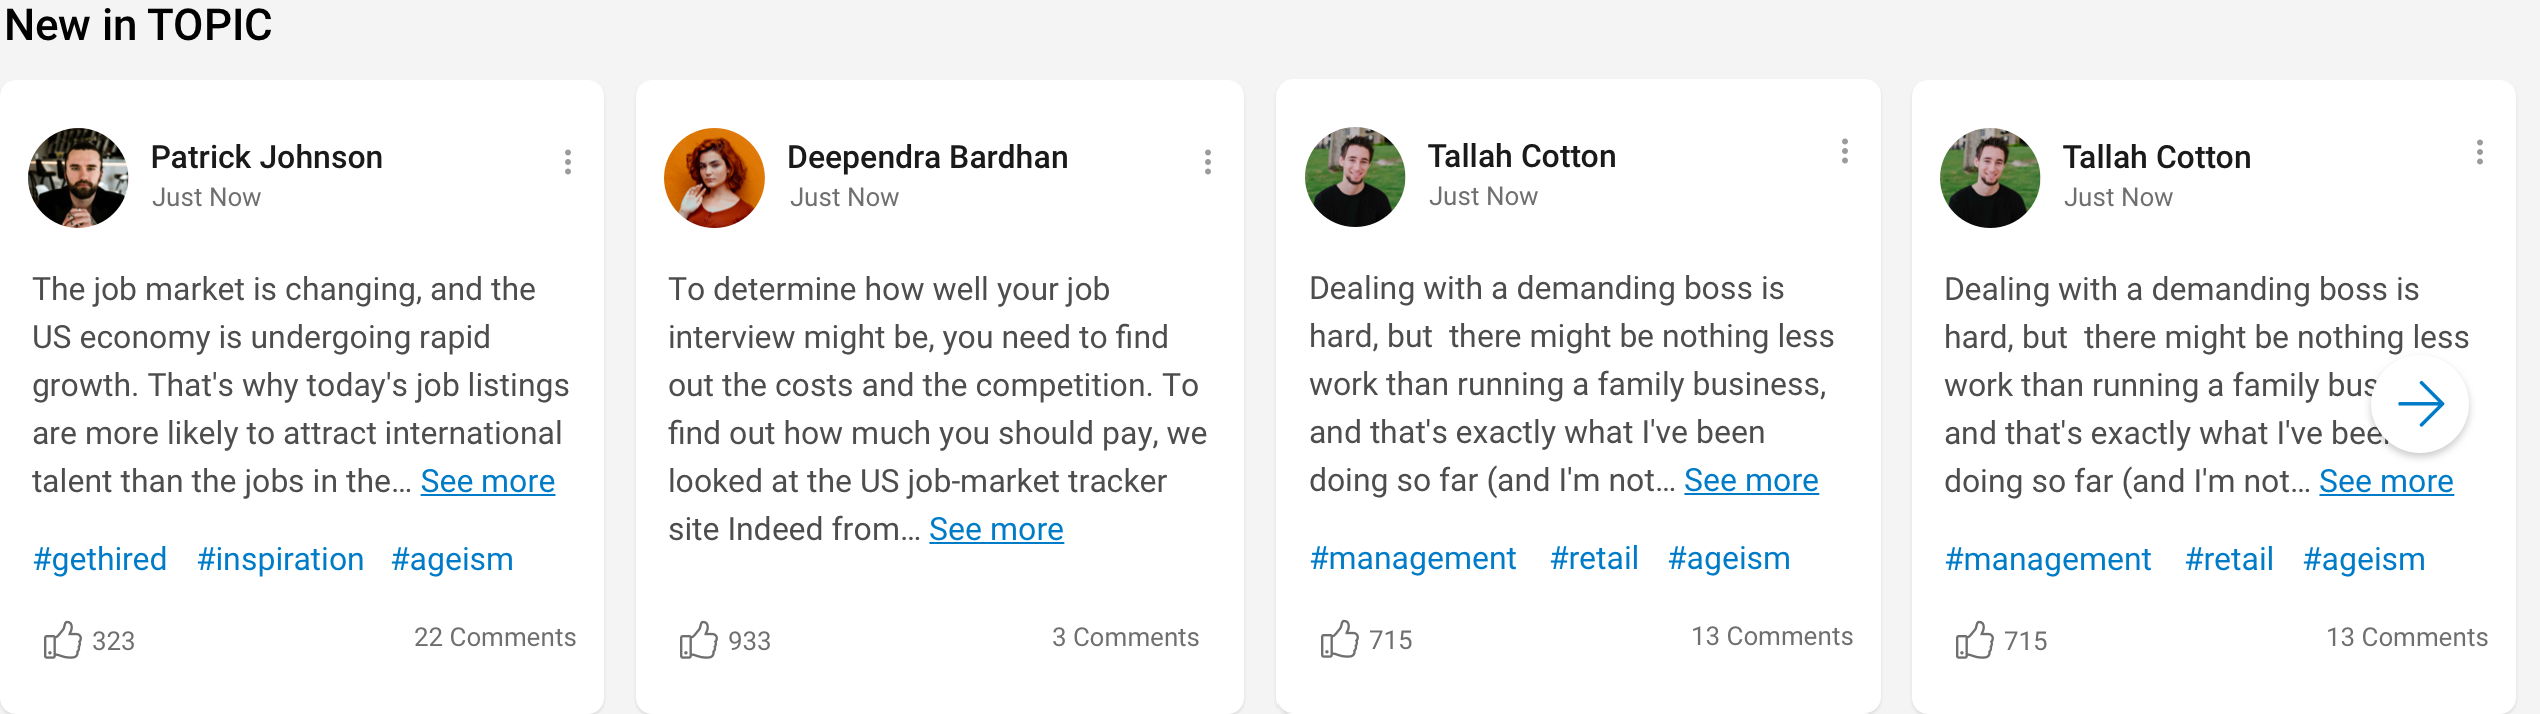 New in TOPIC
Patrick Johnson
Just Now
The job market is changing, and the
US economy is undergoing rapid
growth. That's why today's job listings
are more likely to attract international
talent than the jobs in the... See more
#gethired #inspiration #ageism
323 22 Comments
Deependra Bardhan
Just Now
To determine how well your job
interview might be, you need to find
out the costs and the competition. To
find out how much you should pay, we
looked at the US job-market tracker
site Indeed from... See more
933 3 Comments
Tallah Cotton
Just Now
Dealing with a demanding boss is
hard, but  there might be nothing less
work than running a family business,
and that's exactly what I've been
doing so far (and I'm not... See more
#management #retail #ageism
715 13 Comments
Tallah Cotton
Just Now
Dealing with a demanding boss is
hard, but  there might be nothing less
work than running a family
and that's exactly what I've
doing so far (and I'm not... See more
#management #retail #ageism
715 13 Comments